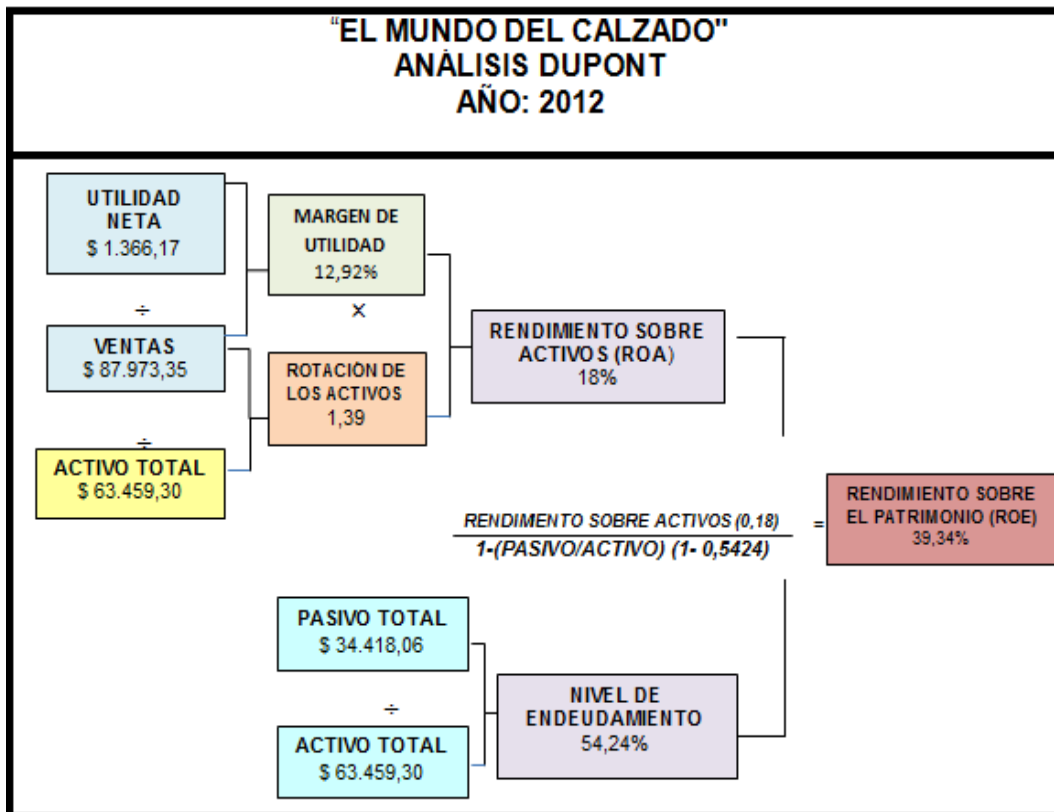 “EL MUNDO DEL CALZADO"
ANÁLISIS DUPONT
AÑO: 2012
UTILIDAD
NETA
$ 1.366,17
÷
VENTAS
$ 87.973,35
÷
ACTIVO TOTAL
$ 63.459,30
MARGEN DE
UTILIDAD
12,92%
×
ROTACIÓN DE
LOS ACTIVOS
1,39
RENDIMIENTO SOBRE
ACTIVOS (ROA)
18%
RENDIMENTO SOBRE ACTIVOS (0,18)
1-(PASIVO/ACTIVO) (1- 0,5424)
=
RENDIMIENTO SOBRE
EL PATRIMONIO (ROE)
39,34%
PASIVO TOTAL
$ 34.418,06
÷
ACTIVO TOTAL
$ 63.459,30
NIVEL DE
ENDEUDAMIENTO
54,24%